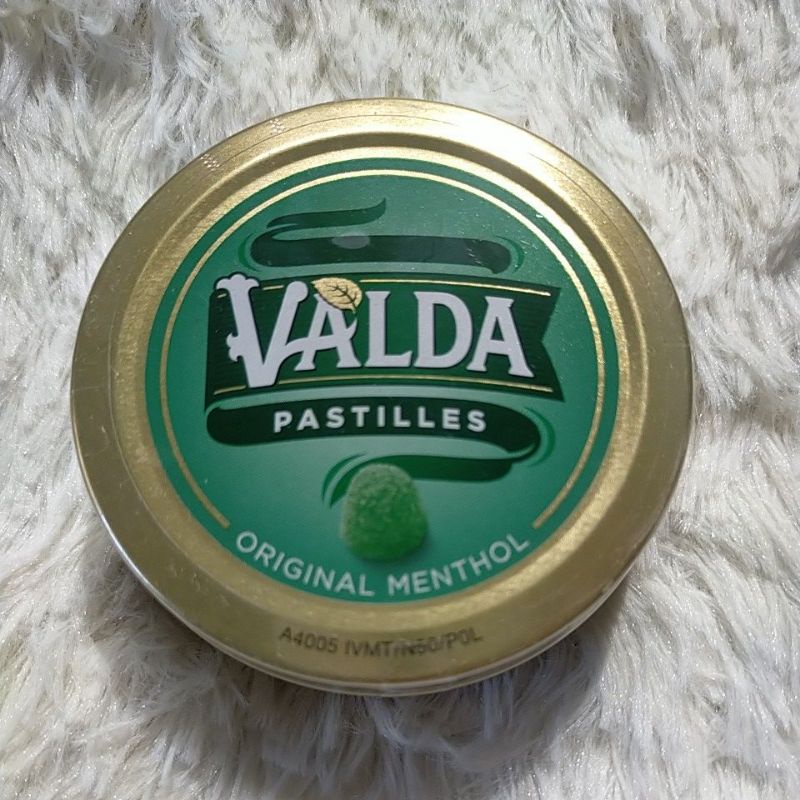 VALDA
PASTILLES
ORIGINAL MENTHOL
A4005 IVMT/N50/P0L